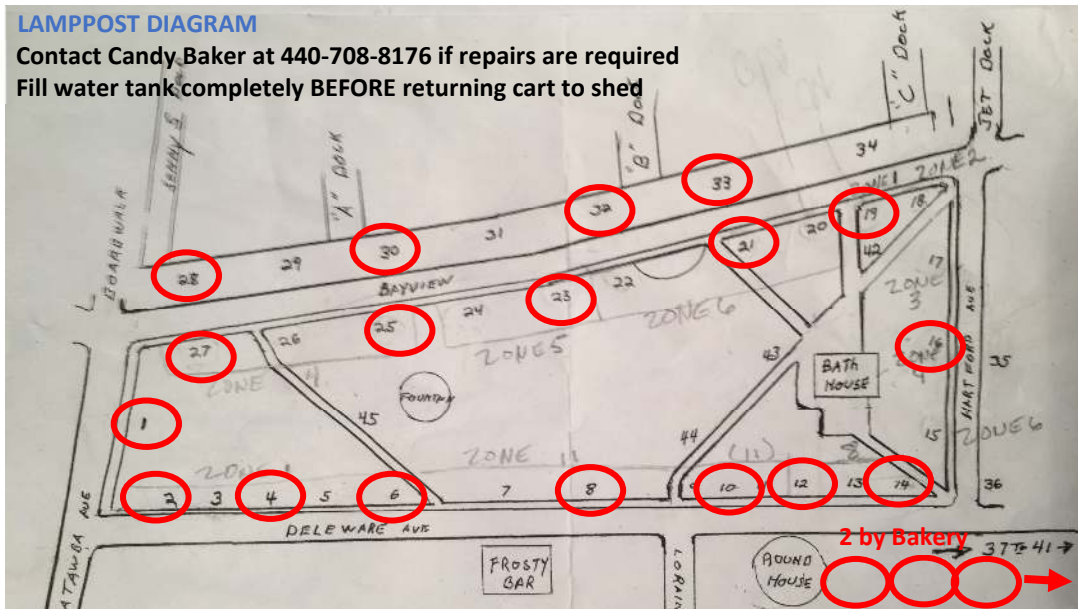 LAMPPOST DIAGRAM
Contact Candy Baker at 440-708-8176 if repairs are required
Fill water tank completely BEFORE returning cart to shed
DOCK
"A" DOCK
"B" DOCK
"C" DOCK
JET DOCK
BOARDWALK
34
33
32
31
30
29
28
ZONE 1 ZONE 2
BAYVIEW
18
19
20
21
42
22
23
24
25
26
27
17
ZONE 3
ZONE 6
ZONE 5
ZONE 4
43
BATH HOUSE
16
35
HARTFORD AVE
FOUNTAIN
1
45
44
15
ZONE 6
ZONE 1
ZONE 11
(11)
8
2 3 4 5 6 7 8 10 12 13 14
36
DELEWARE AVE
ATAWBA AVE
FROSTY BAR
LORAIN
ROUND HOUSE
2 by Bakery
37 TO 41